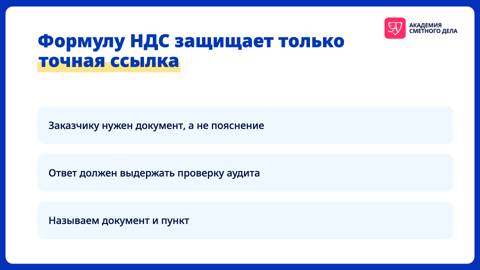 АКАДЕМИЯ
СМЕТНОГО ДЕЛА
Формулу НДС защищает только
точная ссылка
Заказчику нужен документ, а не пояснение
Ответ должен выдержать проверку аудита
Называем документ и пункт